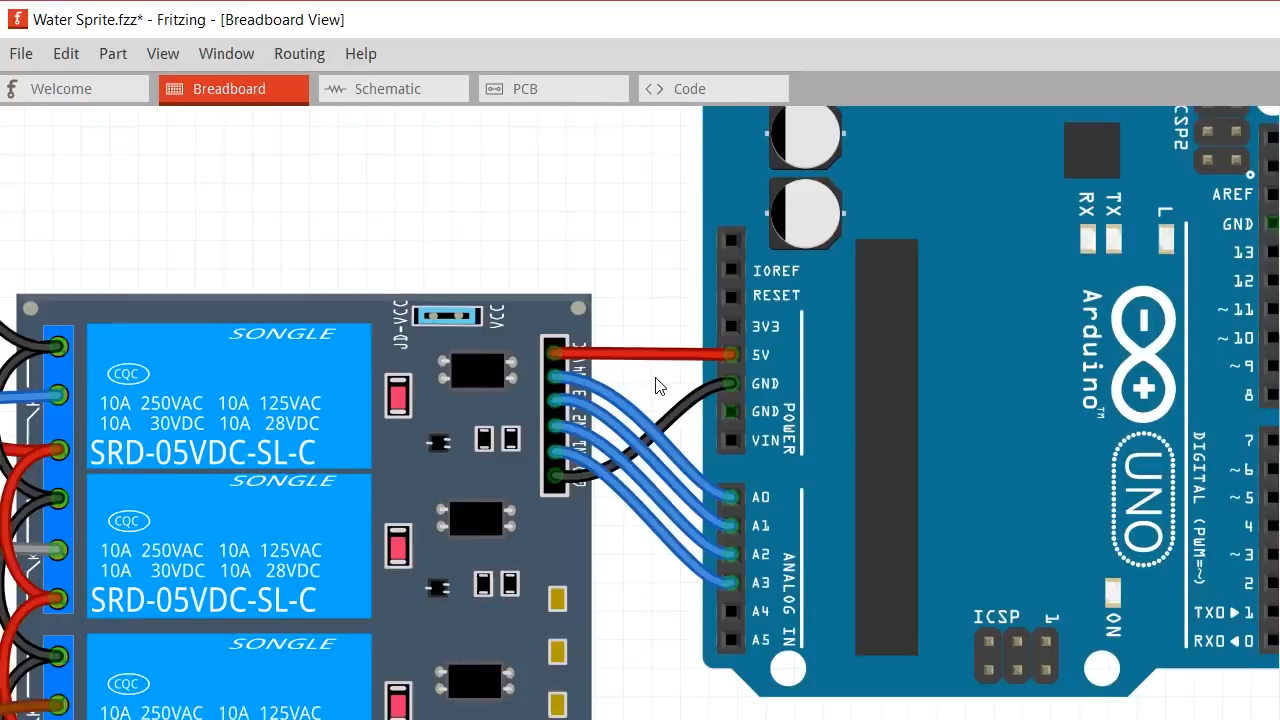 Water Sprite.fzz* - Fritzing - [Breadboard View]
File Edit Part View Window Routing Help
Welcome Breadboard Schematic PCB Code
SONGLE
CQC
10A 250VAC 10A 125VAC
10A 30VDC 10A 28VDC
SRD-05VDC-SL-C
SONGLE
CQC
10A 250VAC 10A 125VAC
10A 30VDC 10A 28VDC
SRD-05VDC-SL-C
SONGLE
CQC
10A 250VAC 10A 125VAC
JD-VCC
VCC
IOREF
RESET
3V3
5V
GND
GND
VIN
POWER
A0
A1
A2
A3
A4
A5
ANALOG IN
ICSP2
RX
TX
L
Arduino™
UNO
ICSP
1
ON
AREF
GND
13
12
~11
~10
~9
8
7
~6
~5
4
~3
2
TX0▶1
RX0◀0
DIGITAL (PWM=~)